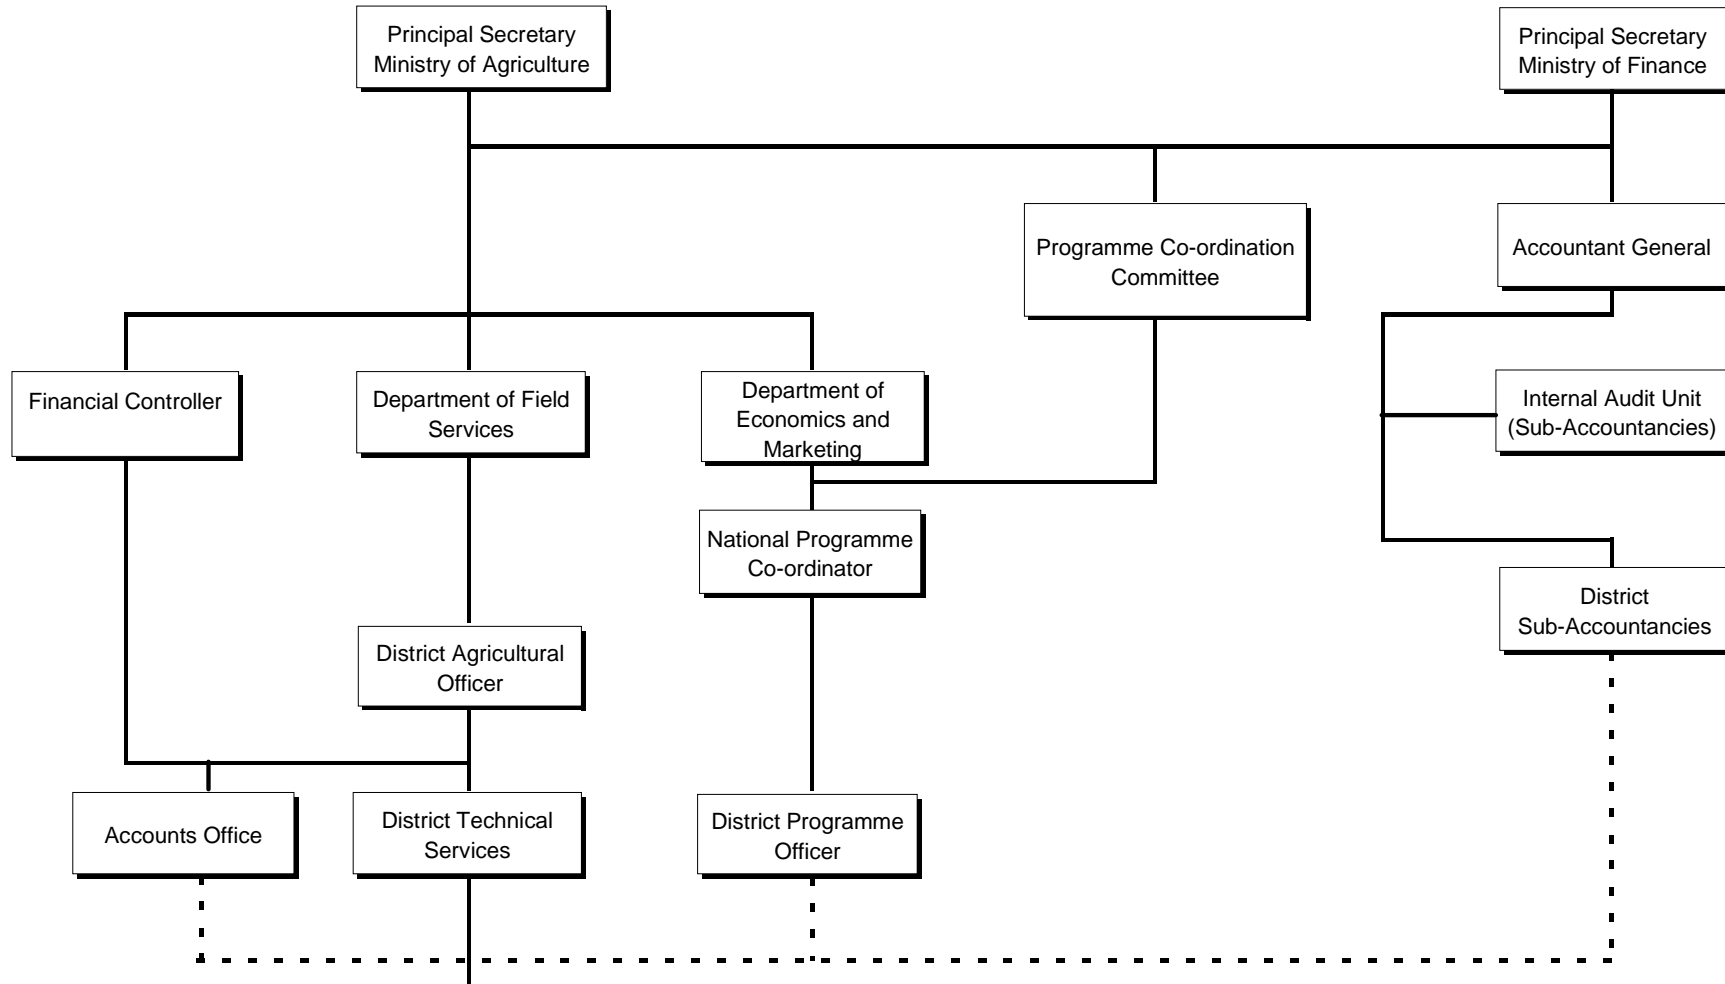 Principal Secretary
Ministry of Agriculture
Principal Secretary
Ministry of Finance
Programme Co-ordination
Committee
Accountant General
Financial Controller
Department of Field
Services
Department of
Economics and
Marketing
Internal Audit Unit
(Sub-Accountancies)
National Programme
Co-ordinator
District
Sub-Accountancies
District Agricultural
Officer
Accounts Office
District Technical
Services
District Programme
Officer